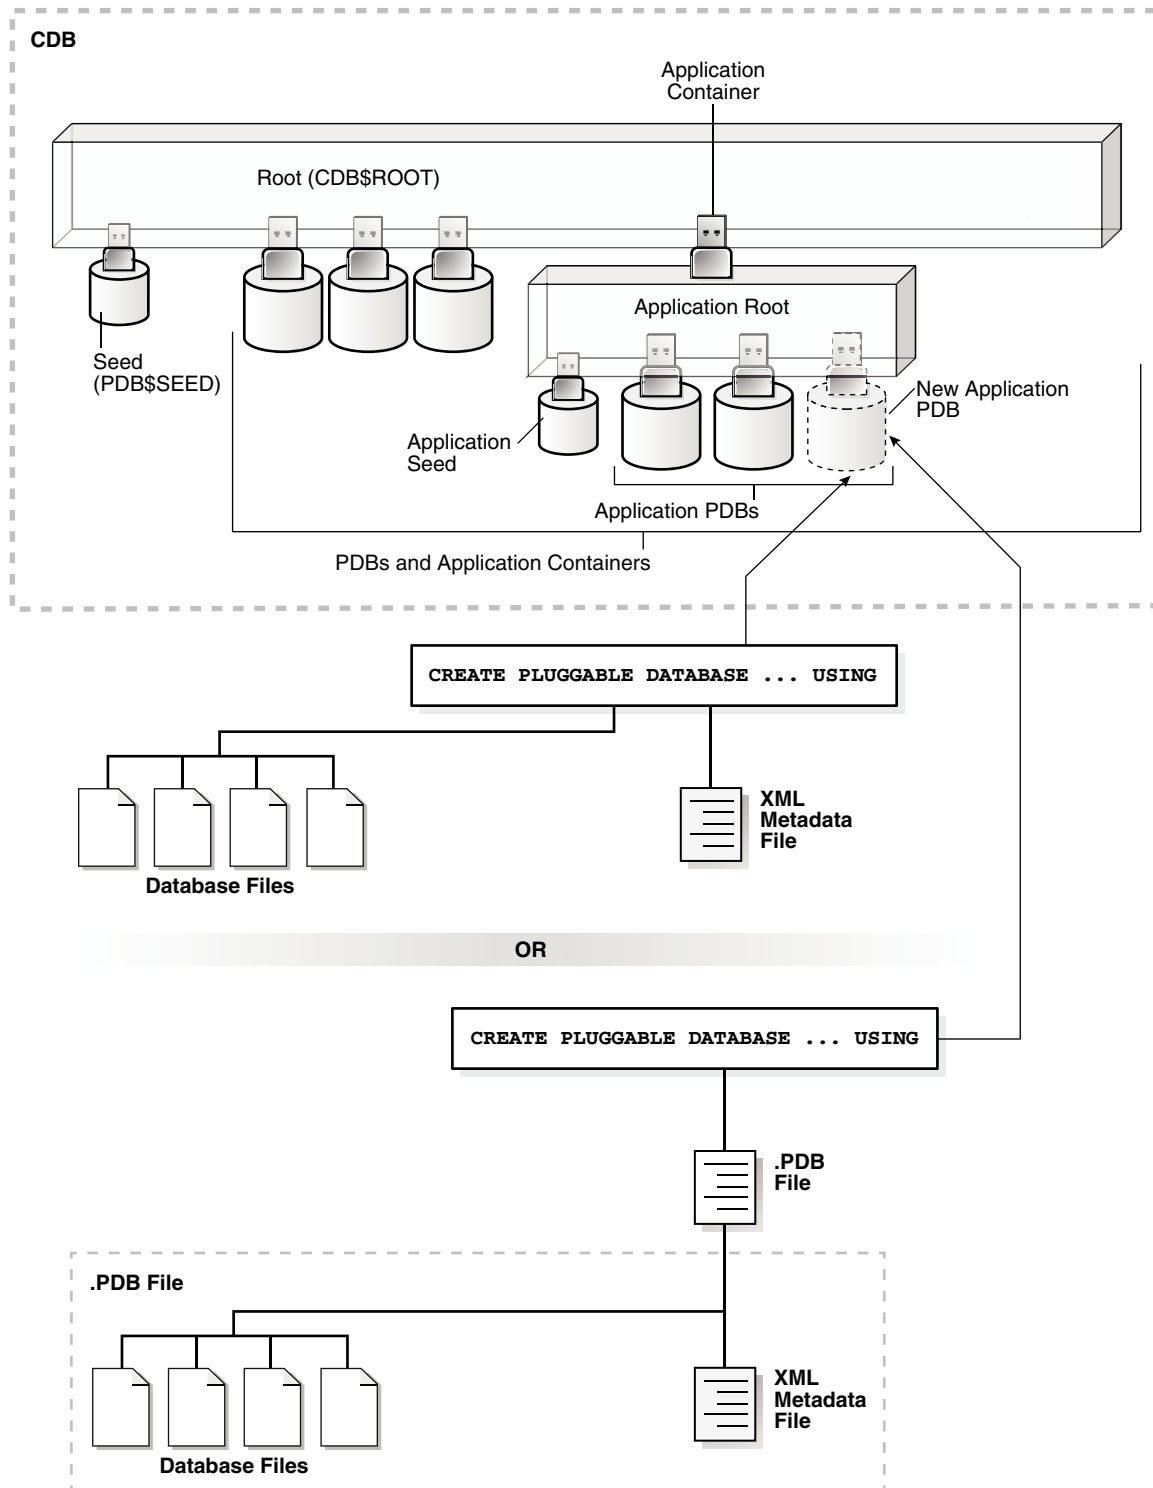 CDB
Application
Container
Root (CDB$ROOT)
Application Root
Seed
(PDB$SEED)
New Application
PDB
Application
Seed
Application PDBs
PDBs and Application Containers
CREATE PLUGGABLE DATABASE ... USING
XML
Metadata
File
Database Files
OR
CREATE PLUGGABLE DATABASE ... USING
.PDB
File
.PDB File
XML
Metadata
File
Database Files